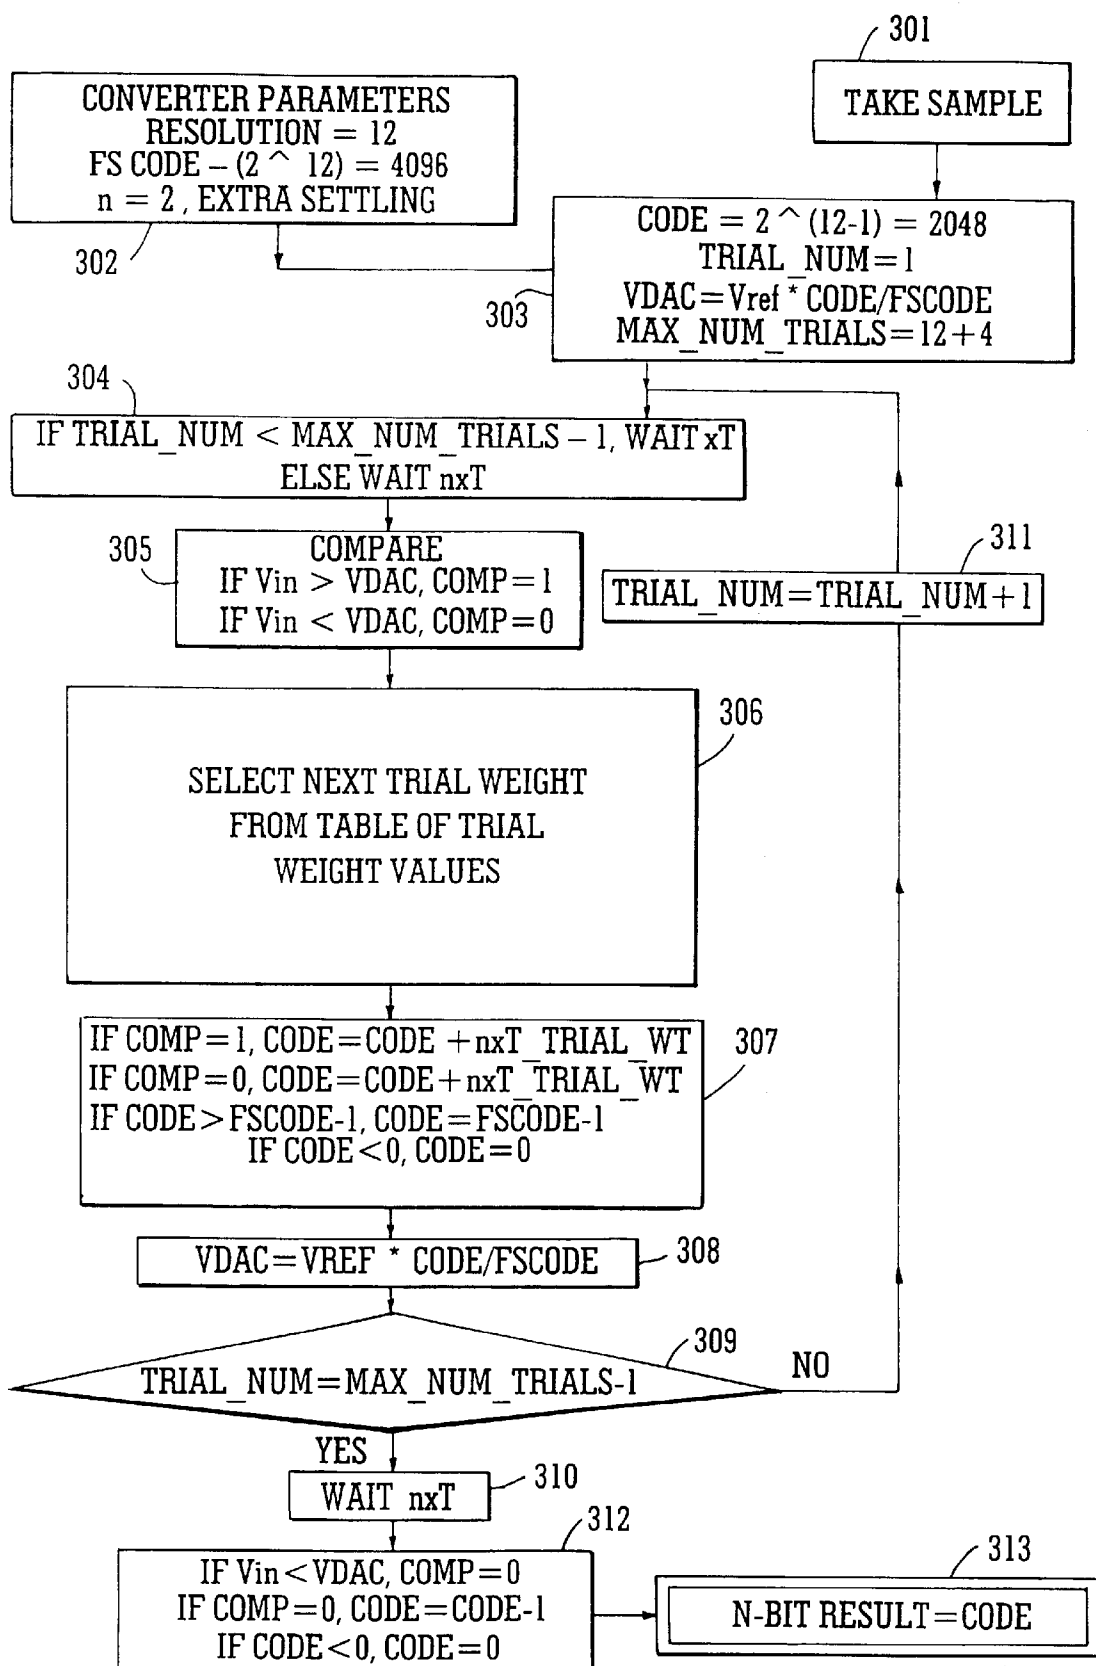 301
TAKE SAMPLE
CONVERTER PARAMETERS
RESOLUTION = 12
FS CODE – (2 ^ 12) = 4096
n = 2 , EXTRA SETTLING
302
CODE = 2 ^ (12-1) = 2048
TRIAL_NUM=1
VDAC=Vref * CODE/FSCODE
MAX_NUM_TRIALS=12+4
303
304
IF TRIAL_NUM < MAX_NUM_TRIALS – 1, WAIT xT
ELSE WAIT nxT
305
COMPARE
IF Vin > VDAC, COMP=1
IF Vin < VDAC, COMP=0
311
TRIAL_NUM=TRIAL_NUM+1
306
SELECT NEXT TRIAL WEIGHT
FROM TABLE OF TRIAL
WEIGHT VALUES
IF COMP=1, CODE=CODE +nxT_TRIAL_WT
IF COMP=0, CODE=CODE+nxT_TRIAL_WT
IF CODE>FSCODE-1, CODE=FSCODE-1
IF CODE<0, CODE=0
307
VDAC=VREF * CODE/FSCODE
308
309
TRIAL_NUM=MAX_NUM_TRIALS-1
NO
YES
WAIT nxT
310
312
IF Vin<VDAC, COMP=0
IF COMP=0, CODE=CODE-1
IF CODE<0, CODE=0
313
N-BIT RESULT=CODE